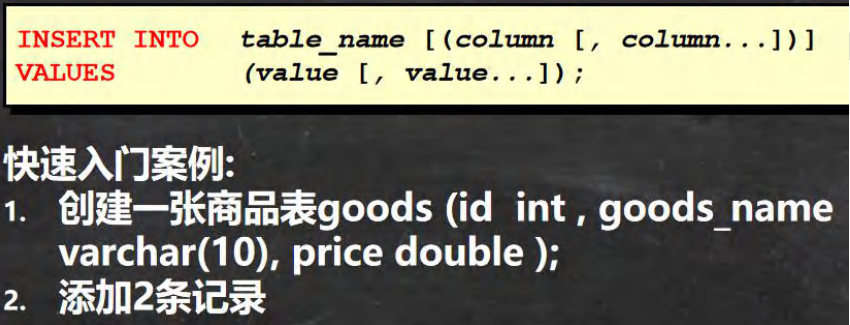 INSERT INTO table_name [(column [, column...])]
VALUES (value [, value...]);
快速入门案例:
1. 创建一张商品表goods (id int , goods_name
varchar(10), price double );
2. 添加2条记录